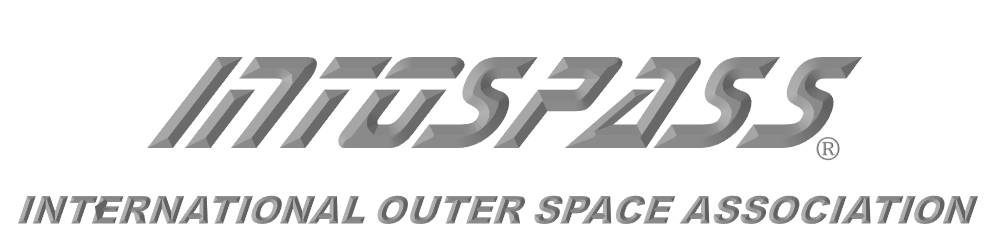 INTOSPASS®
INTERNATIONAL OUTER SPACE ASSOCIATION